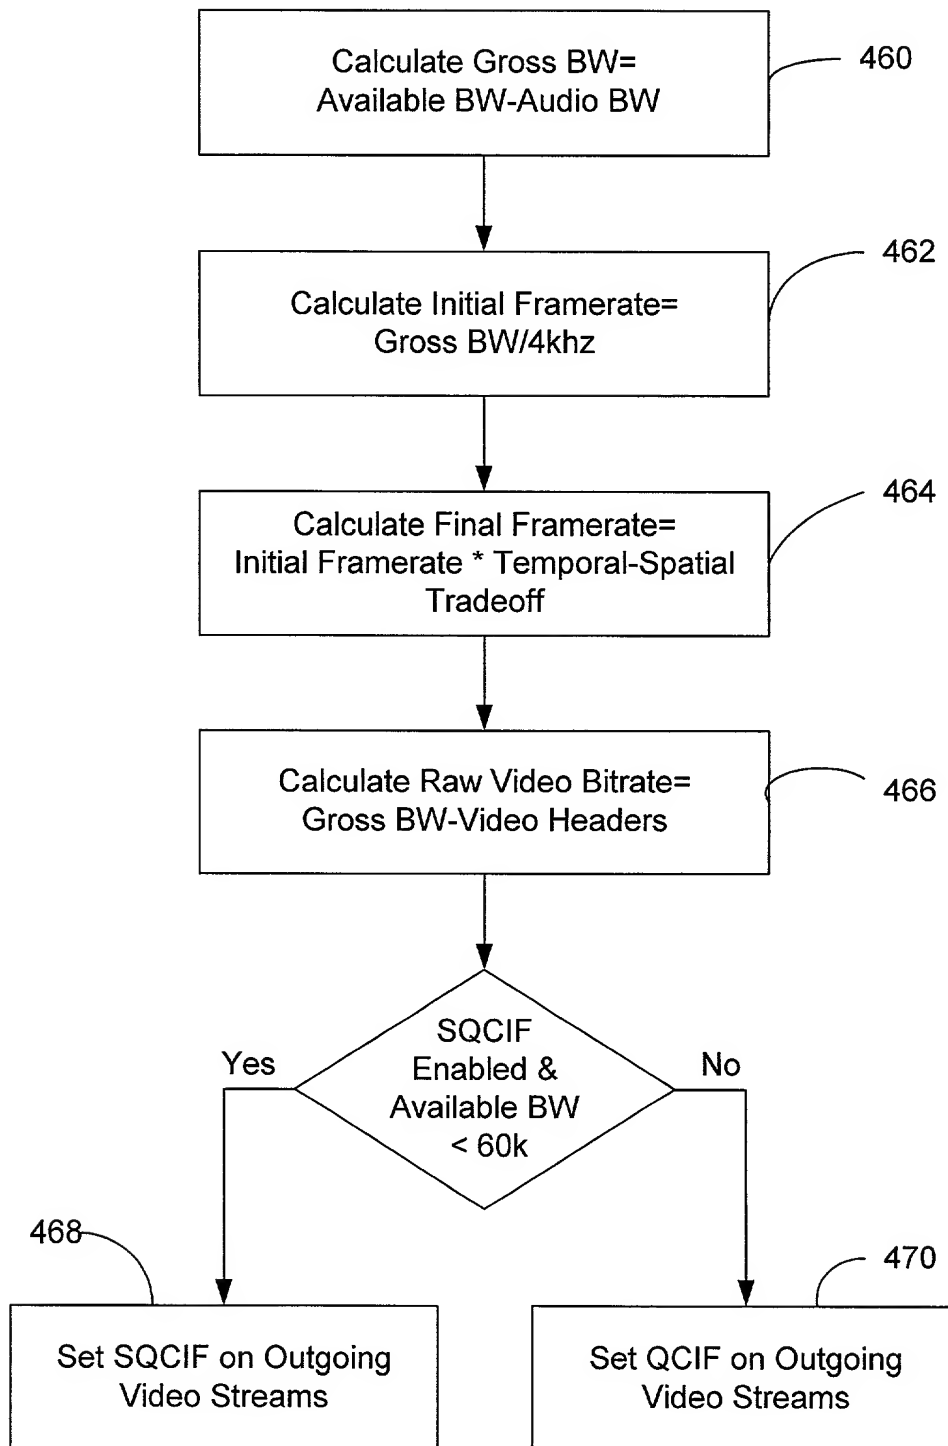 Calculate Gross BW=
Available BW-Audio BW
460
Calculate Initial Framerate=
Gross BW/4khz
462
Calculate Final Framerate=
Initial Framerate * Temporal-Spatial
Tradeoff
464
Calculate Raw Video Bitrate=
Gross BW-Video Headers
466
SQCIF
Enabled &
Available BW
< 60k
Yes
No
468
Set SQCIF on Outgoing
Video Streams
470
Set QCIF on Outgoing
Video Streams